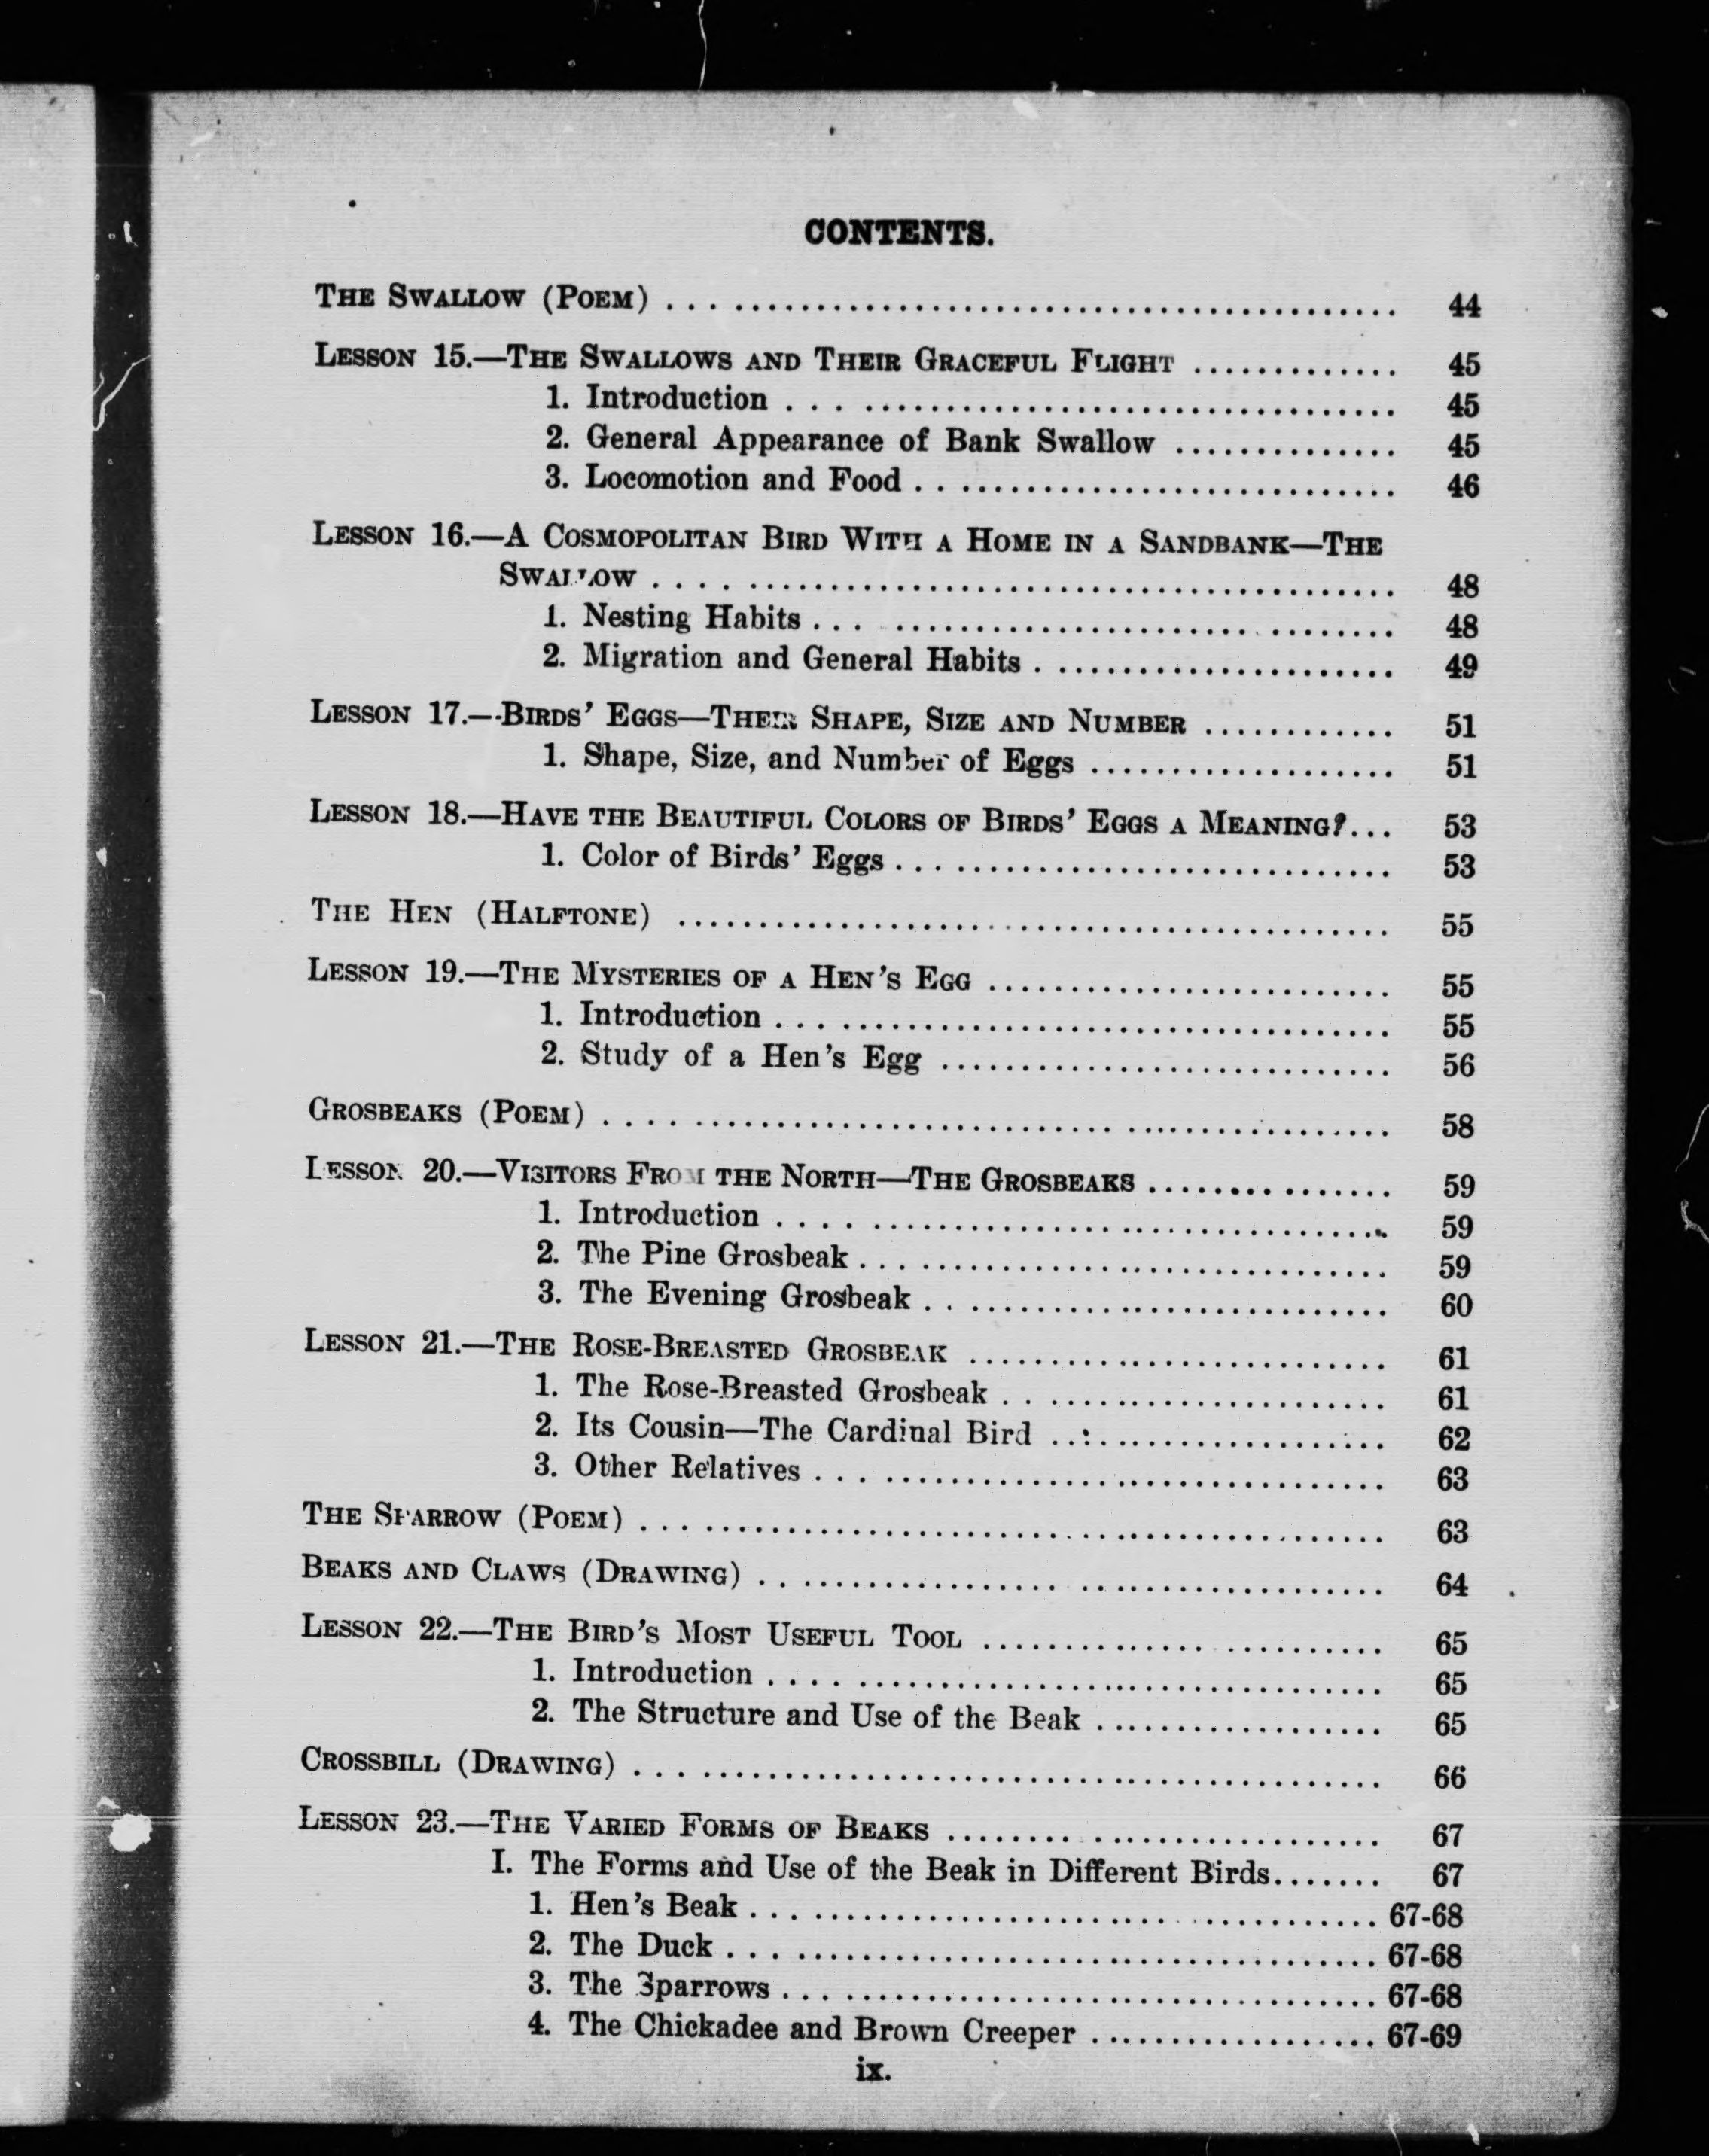 CONTENTS.
THE SWALLOW (POEM) .................................................. 44
LESSON 15.—THE SWALLOWS AND THEIR GRACEFUL FLIGHT ............. 45
1. Introduction ..................................... 45
2. General Appearance of Bank Swallow .............. 45
3. Locomotion and Food .............................. 46
LESSON 16.—A COSMOPOLITAN BIRD WITH A HOME IN A SANDBANK—THE
SWALLOW ............................................. 48
1. Nesting Habits ................................... 48
2. Migration and General Habits ...................... 49
LESSON 17.—BIRDS' EGGS—THEIR SHAPE, SIZE AND NUMBER ............ 51
1. Shape, Size, and Number of Eggs ................... 51
LESSON 18.—HAVE THE BEAUTIFUL COLORS OF BIRDS' EGGS A MEANING?... 53
1. Color of Birds' Eggs ............................... 53
THE HEN (HALFTONE) ............................................. 55
LESSON 19.—THE MYSTERIES OF A HEN'S EGG ......................... 55
1. Introduction ..................................... 55
2. Study of a Hen's Egg ............................. 56
GROSBEAKS (POEM) ................................................ 58
LESSON 20.—VISITORS FROM THE NORTH—THE GROSBEAKS ............... 59
1. Introduction ..................................... 59
2. The Pine Grosbeak ................................. 59
3. The Evening Grosbeak .............................. 60
LESSON 21.—THE ROSE-BREASTED GROSBEAK .......................... 61
1. The Rose-Breasted Grosbeak ........................ 61
2. Its Cousin—The Cardinal Bird ..................... 62
3. Other Relatives ................................... 63
THE SPARROW (POEM) .............................................. 63
BEAKS AND CLAWS (DRAWING) ....................................... 64
LESSON 22.—THE BIRD'S MOST USEFUL TOOL ......................... 65
1. Introduction ..................................... 65
2. The Structure and Use of the Beak .................. 65
CROSSBILL (DRAWING) ............................................. 66
LESSON 23.—THE VARIED FORMS OF BEAKS ........................... 67
I. The Forms and Use of the Beak in Different Birds....... 67
1. Hen's Beak ....................................... 67-68
2. The Duck ......................................... 67-68
3. The Sparrows ..................................... 67-68
4. The Chickadee and Brown Creeper .................. 67-69
ix.